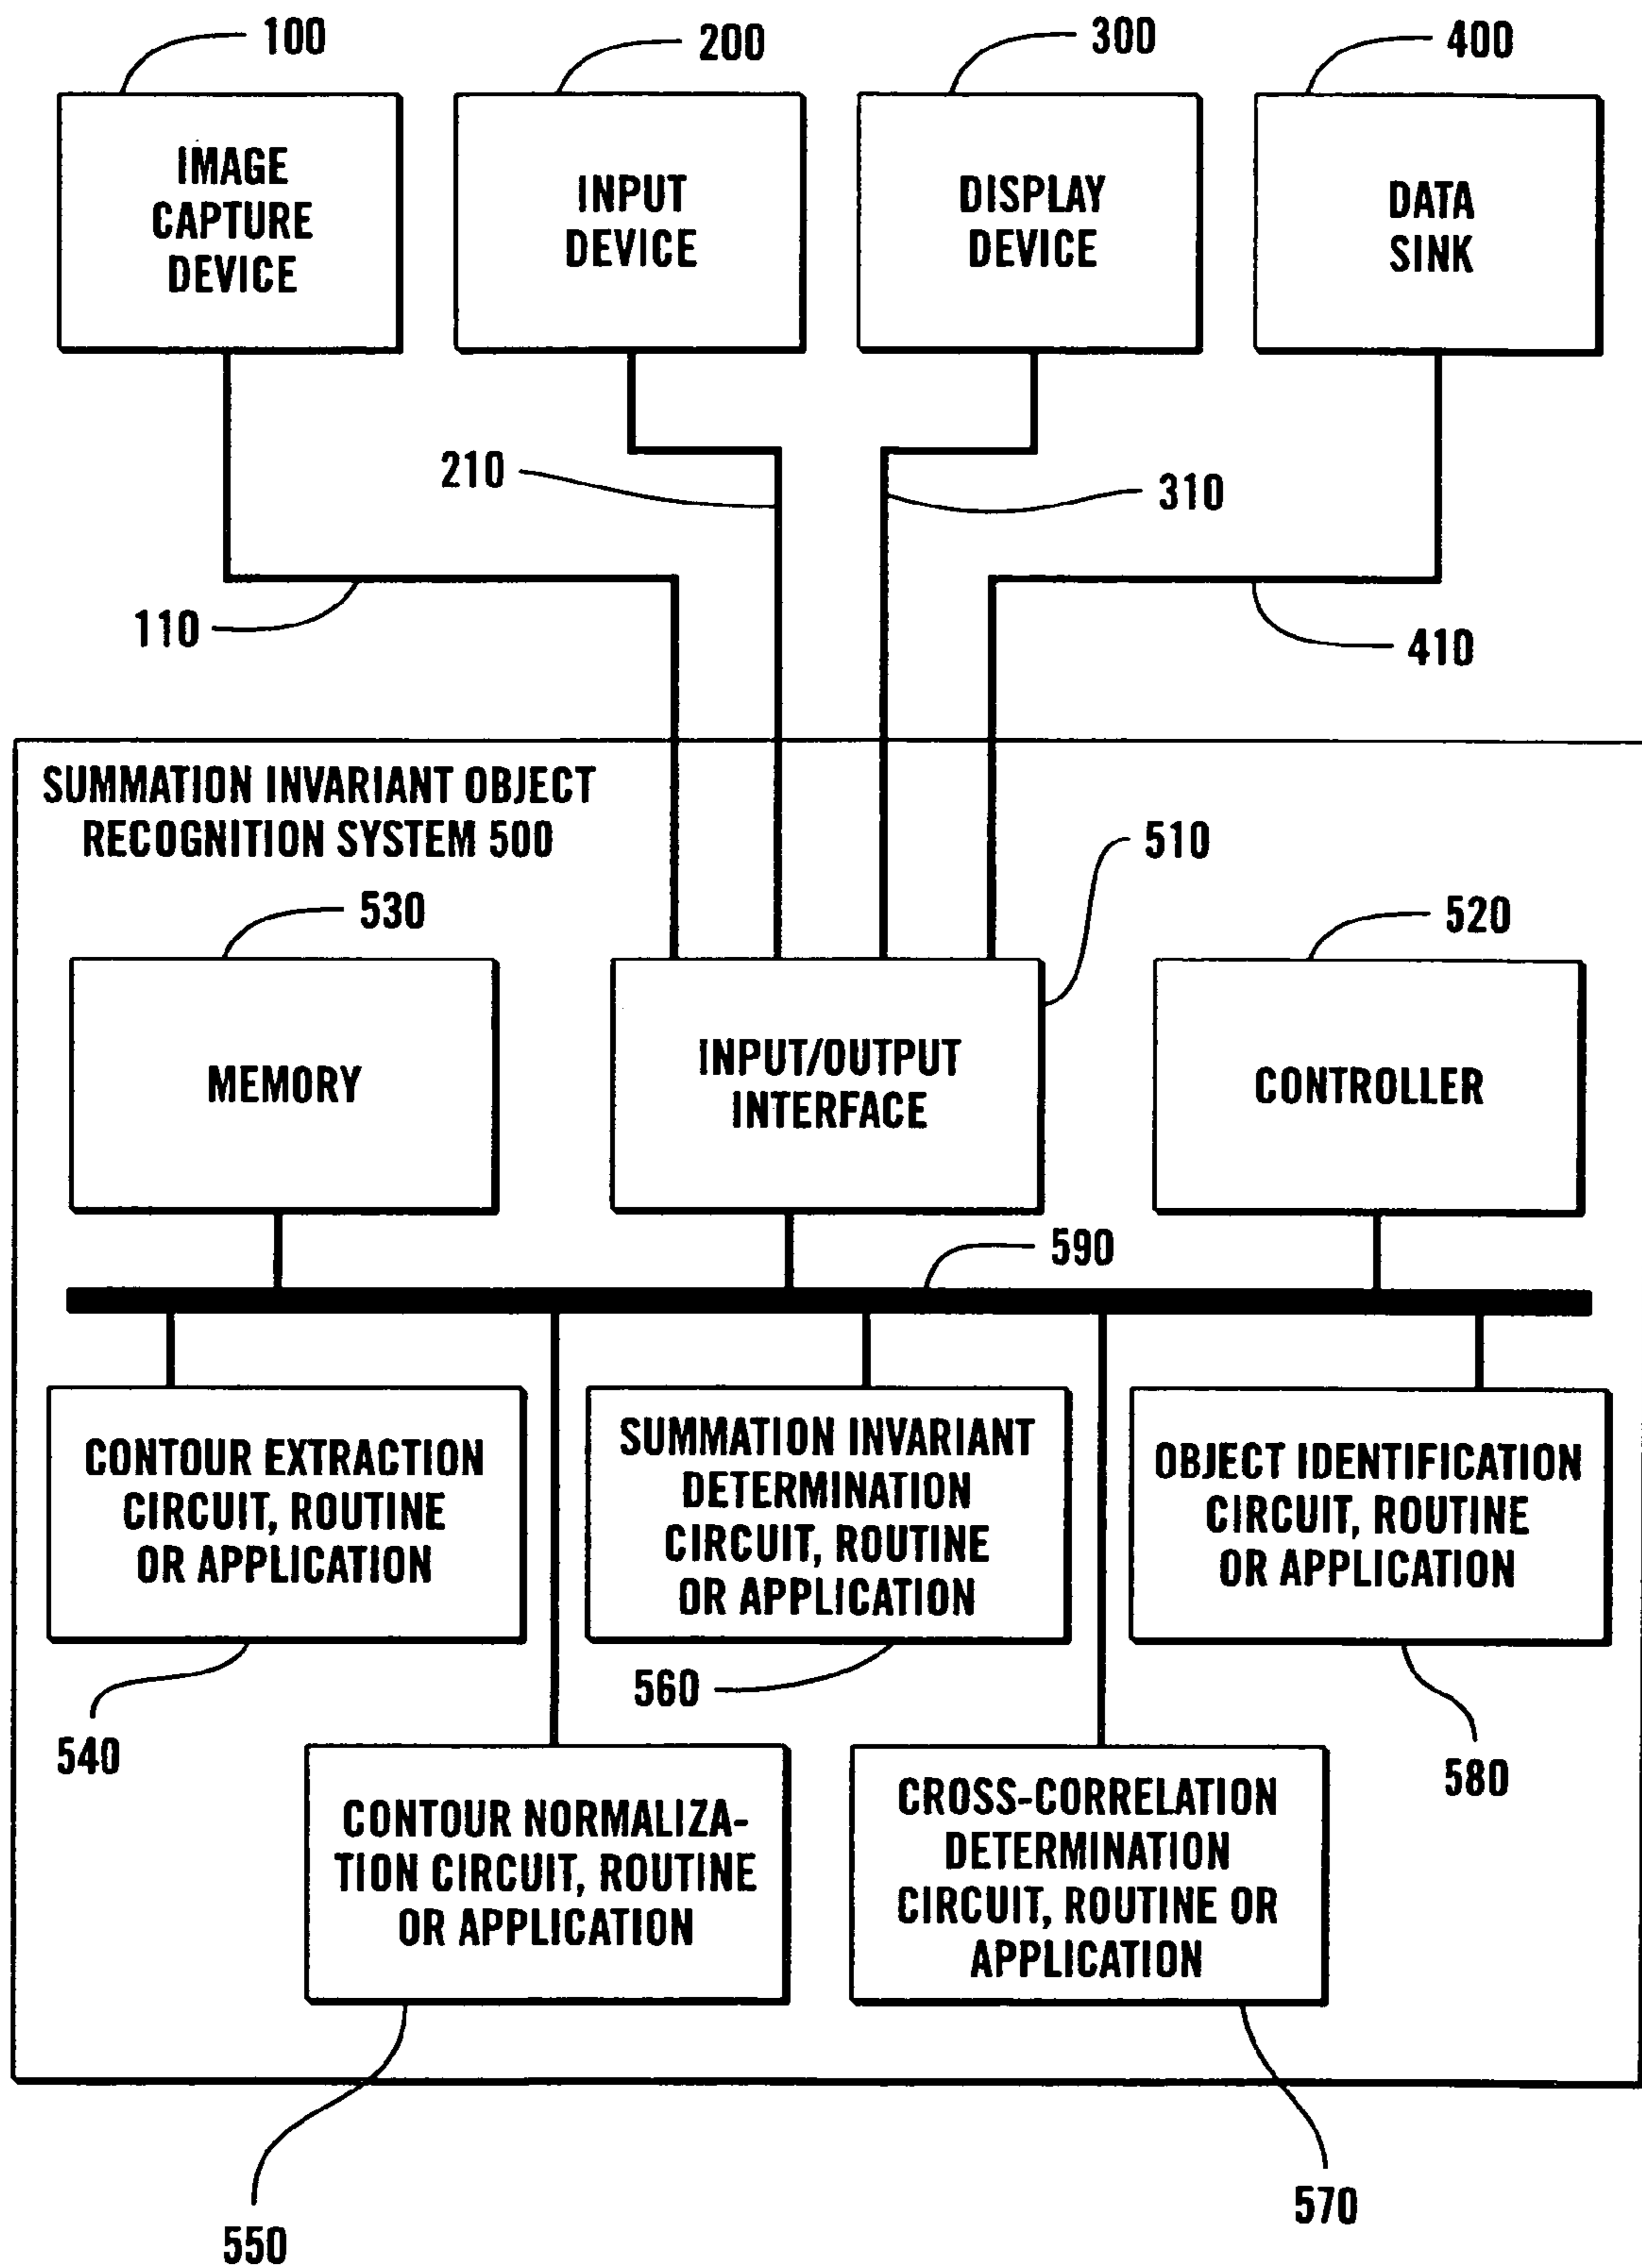 100
200
300
400
IMAGE
CAPTURE
DEVICE
INPUT
DEVICE
DISPLAY
DEVICE
DATA
SINK
210
310
110
410
SUMMATION INVARIANT OBJECT
RECOGNITION SYSTEM 500
510
530
520
MEMORY
INPUT/OUTPUT
INTERFACE
CONTROLLER
590
CONTOUR EXTRACTION
CIRCUIT, ROUTINE
OR APPLICATION
SUMMATION INVARIANT
DETERMINATION
CIRCUIT, ROUTINE
OR APPLICATION
OBJECT IDENTIFICATION
CIRCUIT, ROUTINE
OR APPLICATION
540
560
580
CONTOUR NORMALIZA-
TION CIRCUIT, ROUTINE
OR APPLICATION
CROSS-CORRELATION
DETERMINATION
CIRCUIT, ROUTINE OR
APPLICATION
550
570